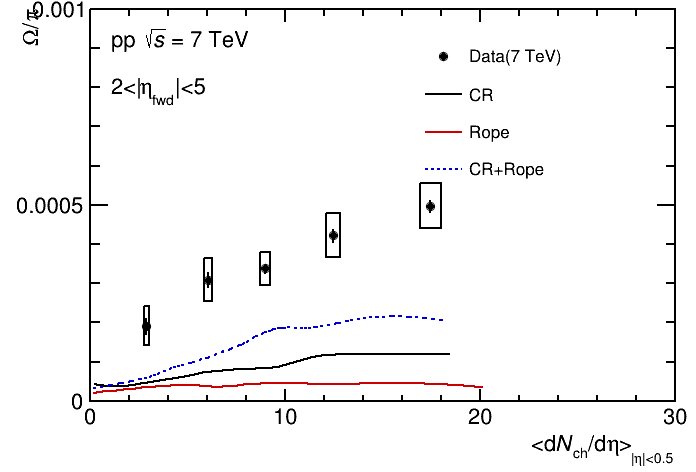 0.001
Ω/π
pp √s = 7 TeV
2<|η_fwd|<5
Data(7 TeV)
CR
Rope
CR+Rope
0.0005
0
0 10 20 30
<dN_ch/dη>_|η|<0.5